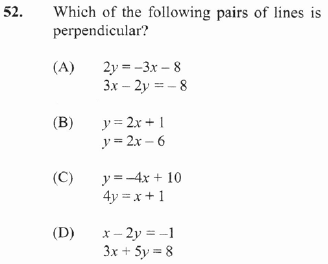 52. Which of the following pairs of lines is
perpendicular?
(A) 2y = –3x – 8
3x – 2y = – 8
(B) y = 2x + 1
y = 2x – 6
(C) y = –4x + 10
4y = x + 1
(D) x – 2y = –1
3x + 5y = 8